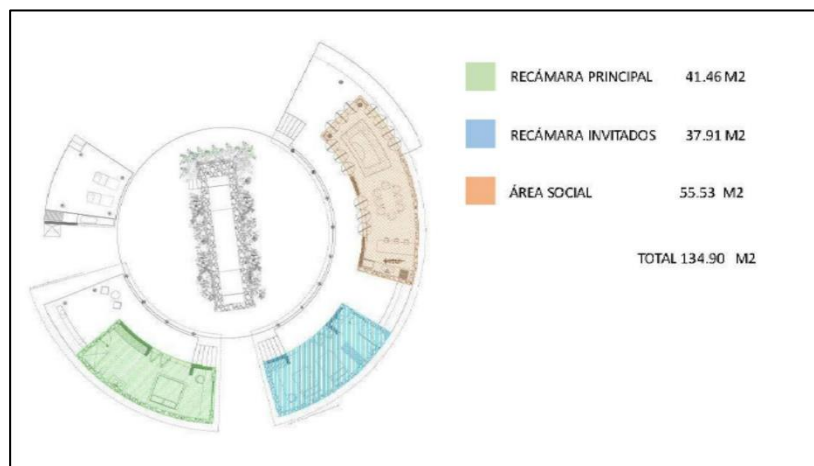 RECÁMARA PRINCIPAL 41.46 M2
RECÁMARA INVITADOS 37.91 M2
ÁREA SOCIAL 55.53 M2
TOTAL 134.90 M2